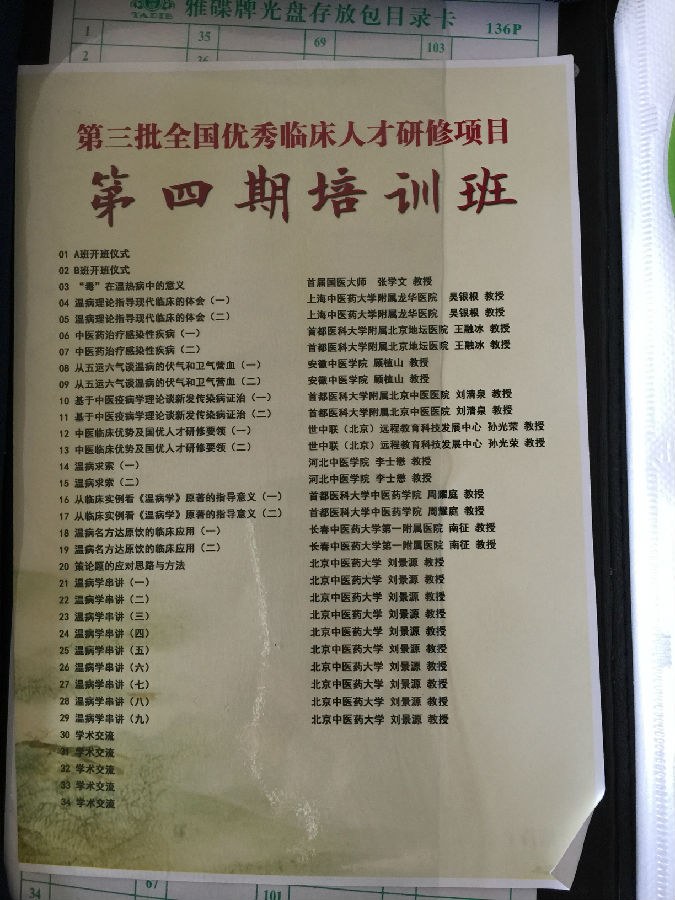 雅碟牌光盘存放包目录卡
TADIE
136P
1 35 69 103
2 36
第三批全国优秀临床人才研修项目
第四期培训班
01 A班开班仪式
02 B班开班仪式
03 “毒”在温热病中的意义 首届国医大师 张学文 教授
04 温病理论指导现代临床的体会（一） 上海中医药大学附属龙华医院 吴银根 教授
05 温病理论指导现代临床的体会（二） 上海中医药大学附属龙华医院 吴银根 教授
06 中医药治疗感染性疾病（一） 首都医科大学附属北京地坛医院 王融冰 教授
07 中医药治疗感染性疾病（二） 首都医科大学附属北京地坛医院 王融冰 教授
08 从五运六气谈温病的伏气和卫气营血（一） 安徽中医学院 顾植山 教授
09 从五运六气谈温病的伏气和卫气营血（二） 安徽中医学院 顾植山 教授
10 基于中医疫病学理论谈新发传染病证治（一） 首都医科大学附属北京中医医院 刘清泉 教授
11 基于中医疫病学理论谈新发传染病证治（二） 首都医科大学附属北京中医医院 刘清泉 教授
12 中医临床优势及国优人才研修要领（一） 世中联（北京）远程教育科技发展中心 孙光荣 教授
13 中医临床优势及国优人才研修要领（二） 世中联（北京）远程教育科技发展中心 孙光荣 教授
14 温病求索（一） 河北中医学院 李士懋 教授
15 温病求索（二） 河北中医学院 李士懋 教授
16 从临床实例看《温病学》原著的指导意义（一） 首都医科大学中医药学院 周耀庭 教授
17 从临床实例看《温病学》原著的指导意义（二） 首都医科大学中医药学院 周耀庭 教授
18 温病名方达原饮的临床应用（一） 长春中医药大学第一附属医院 南征 教授
19 温病名方达原饮的临床应用（二） 长春中医药大学第一附属医院 南征 教授
20 策论题的应对思路与方法 北京中医药大学 刘景源 教授
21 温病学串讲（一） 北京中医药大学 刘景源 教授
22 温病学串讲（二） 北京中医药大学 刘景源 教授
23 温病学串讲（三） 北京中医药大学 刘景源 教授
24 温病学串讲（四） 北京中医药大学 刘景源 教授
25 温病学串讲（五） 北京中医药大学 刘景源 教授
26 温病学串讲（六） 北京中医药大学 刘景源 教授
27 温病学串讲（七） 北京中医药大学 刘景源 教授
28 温病学串讲（八） 北京中医药大学 刘景源 教授
29 温病学串讲（九） 北京中医药大学 刘景源 教授
30 学术交流
31 学术交流
32 学术交流
33 学术交流
34 学术交流
34 67 101